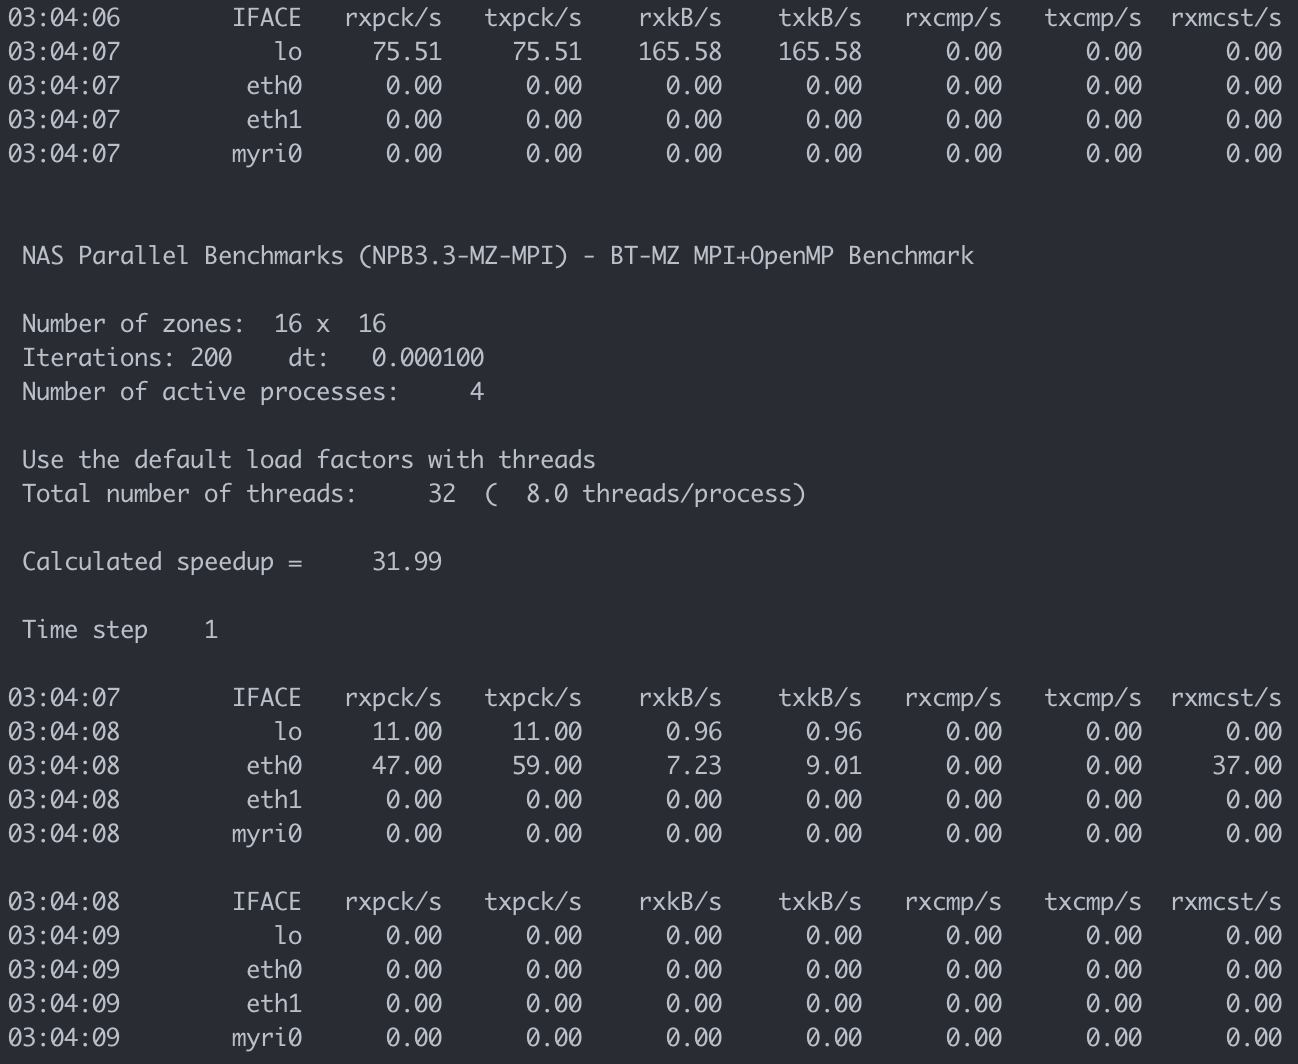 03:04:06        IFACE   rxpck/s   txpck/s    rxkB/s    txkB/s   rxcmp/s   txcmp/s  rxmcst/s
03:04:07           lo     75.51     75.51    165.58    165.58      0.00      0.00      0.00
03:04:07         eth0      0.00      0.00      0.00      0.00      0.00      0.00      0.00
03:04:07         eth1      0.00      0.00      0.00      0.00      0.00      0.00      0.00
03:04:07        myri0      0.00      0.00      0.00      0.00      0.00      0.00      0.00
NAS Parallel Benchmarks (NPB3.3-MZ-MPI) - BT-MZ MPI+OpenMP Benchmark
Number of zones:  16 x  16
Iterations: 200    dt:   0.000100
Number of active processes:     4
Use the default load factors with threads
Total number of threads:     32  (  8.0 threads/process)
Calculated speedup =     31.99
Time step    1
03:04:07        IFACE   rxpck/s   txpck/s    rxkB/s    txkB/s   rxcmp/s   txcmp/s  rxmcst/s
03:04:08           lo     11.00     11.00      0.96      0.96      0.00      0.00      0.00
03:04:08         eth0     47.00     59.00      7.23      9.01      0.00      0.00     37.00
03:04:08         eth1      0.00      0.00      0.00      0.00      0.00      0.00      0.00
03:04:08        myri0      0.00      0.00      0.00      0.00      0.00      0.00      0.00
03:04:08        IFACE   rxpck/s   txpck/s    rxkB/s    txkB/s   rxcmp/s   txcmp/s  rxmcst/s
03:04:09           lo      0.00      0.00      0.00      0.00      0.00      0.00      0.00
03:04:09         eth0      0.00      0.00      0.00      0.00      0.00      0.00      0.00
03:04:09         eth1      0.00      0.00      0.00      0.00      0.00      0.00      0.00
03:04:09        myri0      0.00      0.00      0.00      0.00      0.00      0.00      0.00